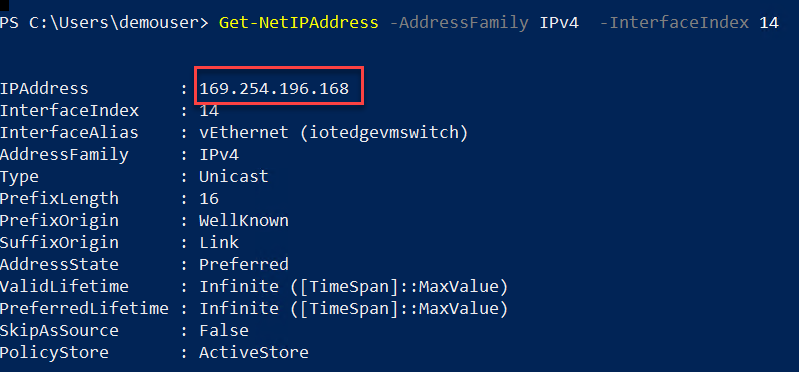 PS C:\Users\demouser> Get-NetIPAddress -AddressFamily IPv4  -InterfaceIndex 14
IPAddress         : 169.254.196.168
InterfaceIndex    : 14
InterfaceAlias    : vEthernet (iotedgevmswitch)
AddressFamily     : IPv4
Type              : Unicast
PrefixLength      : 16
PrefixOrigin      : WellKnown
SuffixOrigin      : Link
AddressState      : Preferred
ValidLifetime     : Infinite ([TimeSpan]::MaxValue)
PreferredLifetime : Infinite ([TimeSpan]::MaxValue)
SkipAsSource      : False
PolicyStore       : ActiveStore